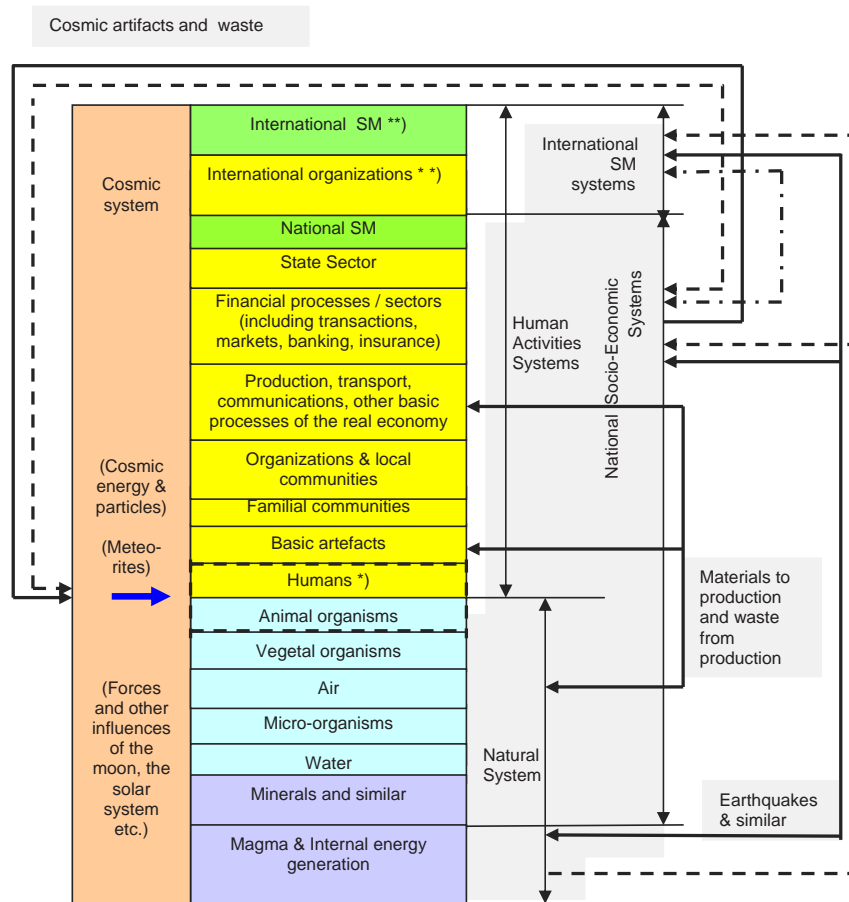 Cosmic artifacts and waste
Cosmic
system
(Cosmic
energy &
particles)
(Meteo-
rites)
(Forces and
other
influences
of the
moon, the
solar
system
etc.)
International SM **)
International organizations * *)
National SM
State Sector
Financial processes / sectors
(including transactions,
markets, banking, insurance)
Production, transport,
communications, other basic
processes of the real economy
Organizations & local
communities
Familial communities
Basic artefacts
Humans *)
Animal organisms
Vegetal organisms
Air
Micro-organisms
Water
Minerals and similar
Magma & Internal energy
generation
Human
Activities
Systems
Natural
System
International
SM
systems
National Socio-Economic
Systems
Materials to
production
and waste
from
production
Earthquakes
& similar